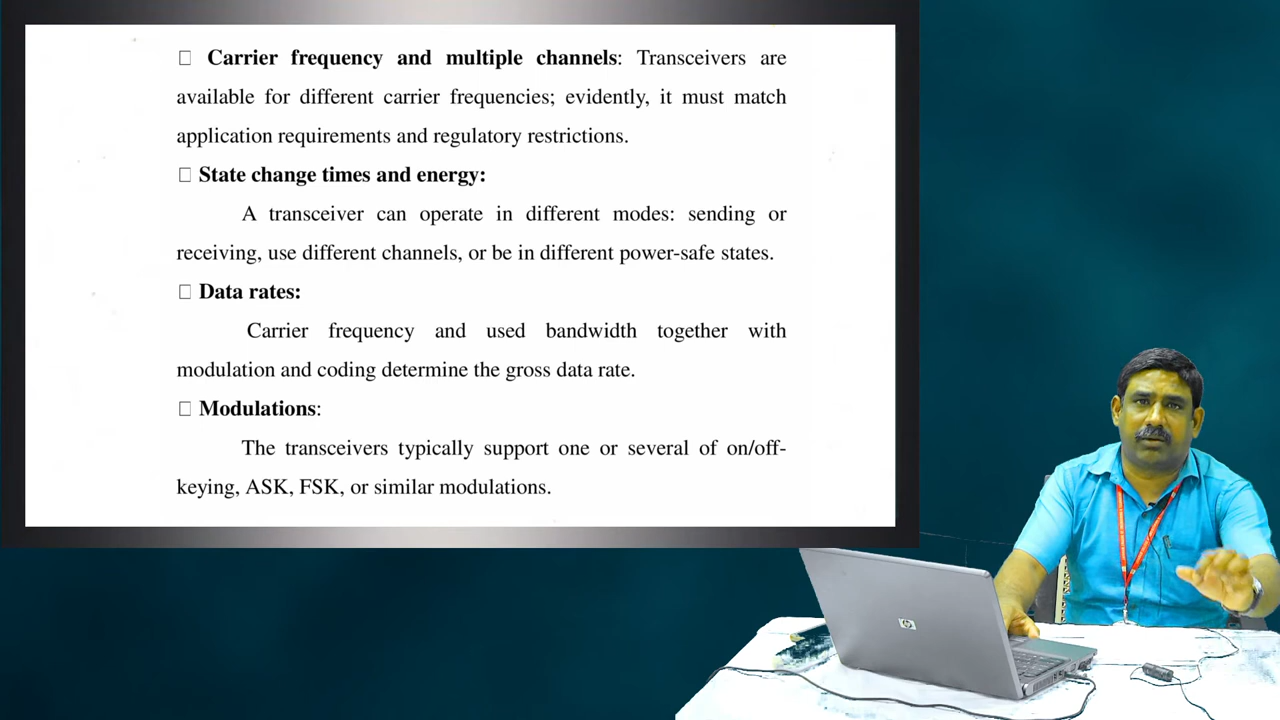 □ Carrier frequency and multiple channels: Transceivers are
available for different carrier frequencies; evidently, it must match
application requirements and regulatory restrictions.
□ State change times and energy:
A transceiver can operate in different modes: sending or
receiving, use different channels, or be in different power-safe states.
□ Data rates:
Carrier frequency and used bandwidth together with
modulation and coding determine the gross data rate.
□ Modulations:
The transceivers typically support one or several of on/off-
keying, ASK, FSK, or similar modulations.
hp